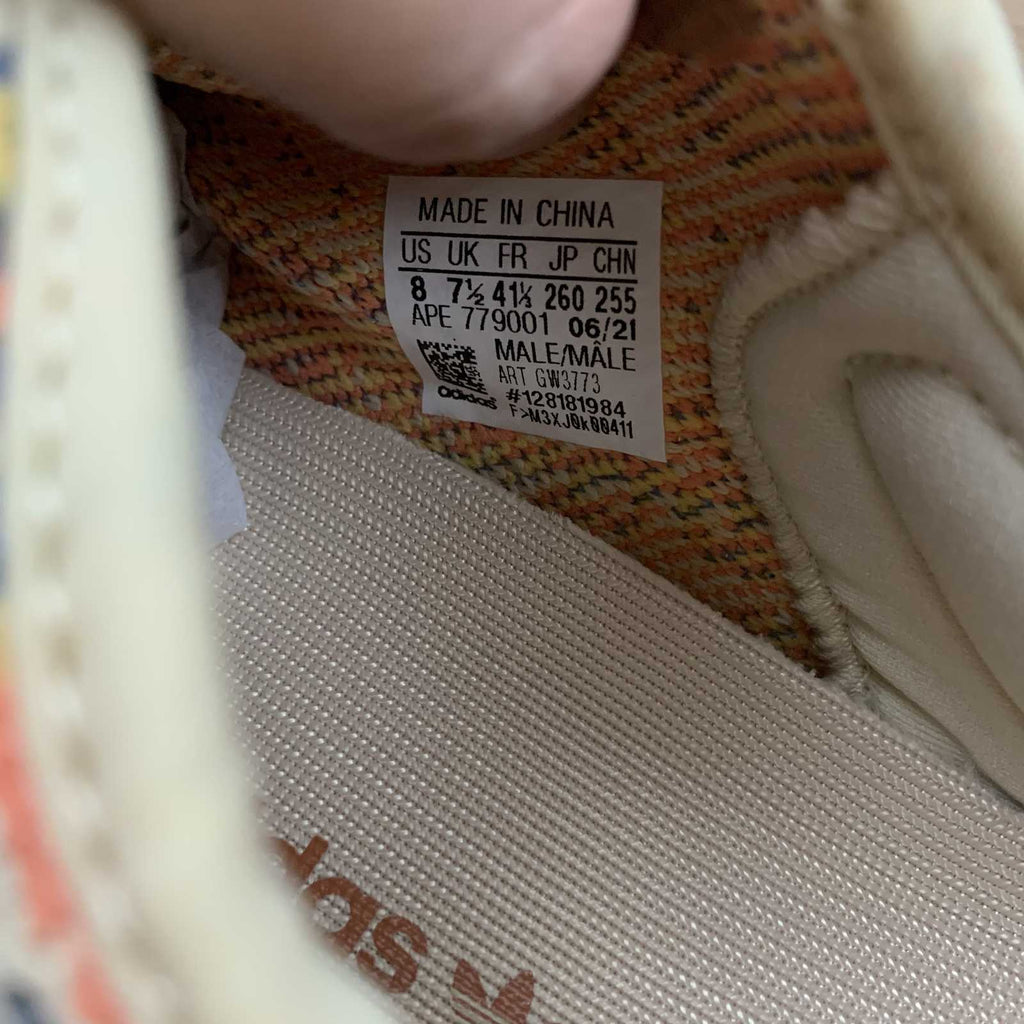 MADE IN CHINA
US UK FR JP CHN
8 7½ 41⅓ 260 255
APE 779001 06/21
MALE/MÂLE
ART GW3773
adidas #128181984
F>M3XJ0k00411
das